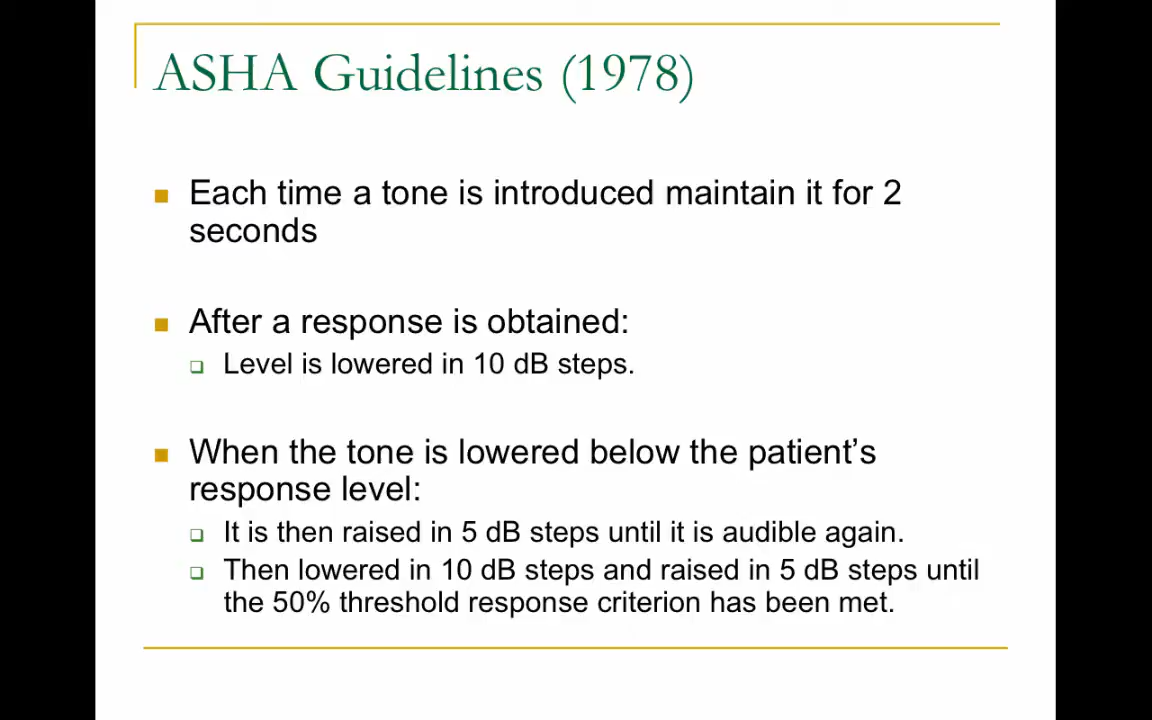 ASHA Guidelines (1978)
Each time a tone is introduced maintain it for 2
seconds
After a response is obtained:
Level is lowered in 10 dB steps.
When the tone is lowered below the patient’s
response level:
It is then raised in 5 dB steps until it is audible again.
Then lowered in 10 dB steps and raised in 5 dB steps until
the 50% threshold response criterion has been met.